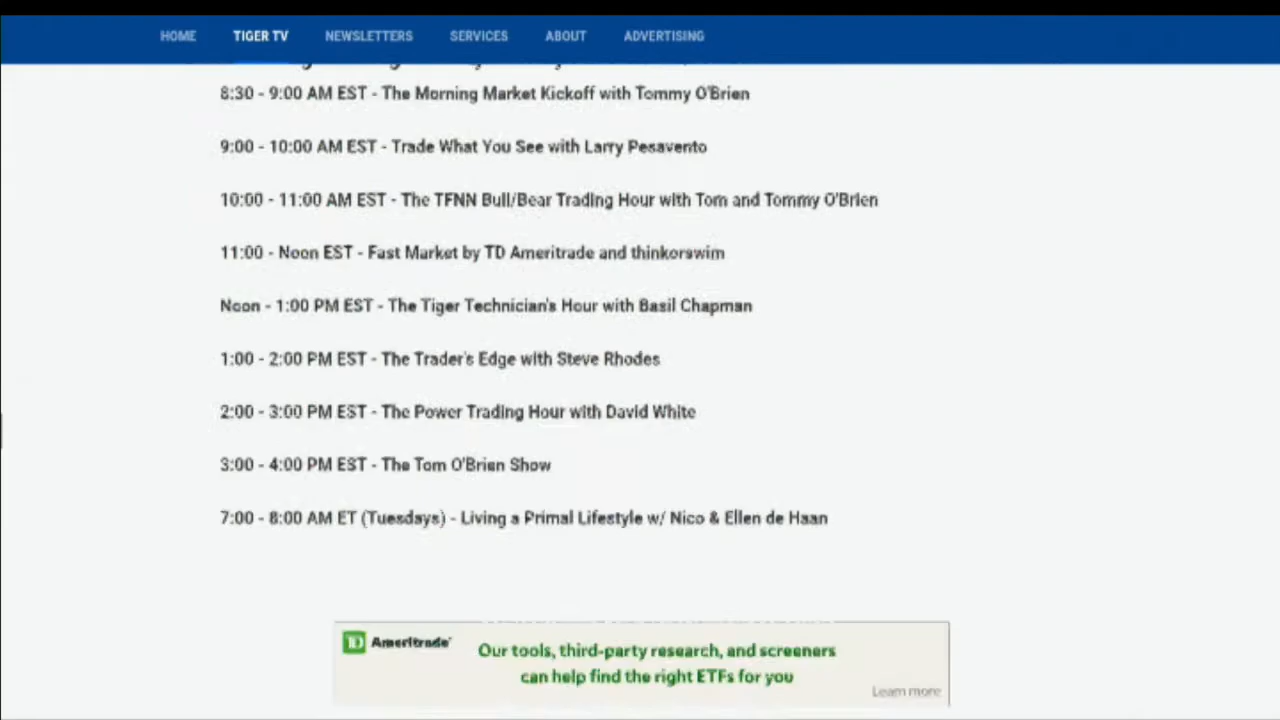 HOME TIGER TV NEWSLETTERS SERVICES ABOUT ADVERTISING
8:30 - 9:00 AM EST - The Morning Market Kickoff with Tommy O'Brien
9:00 - 10:00 AM EST - Trade What You See with Larry Pesavento
10:00 - 11:00 AM EST - The TFNN Bull/Bear Trading Hour with Tom and Tommy O'Brien
11:00 - Noon EST - Fast Market by TD Ameritrade and thinkorswim
Noon - 1:00 PM EST - The Tiger Technician's Hour with Basil Chapman
1:00 - 2:00 PM EST - The Trader's Edge with Steve Rhodes
2:00 - 3:00 PM EST - The Power Trading Hour with David White
3:00 - 4:00 PM EST - The Tom O'Brien Show
7:00 - 8:00 AM ET (Tuesdays) - Living a Primal Lifestyle w/ Nico & Ellen de Haan
TD Ameritrade
Our tools, third-party research, and screeners
can help find the right ETFs for you
Learn more